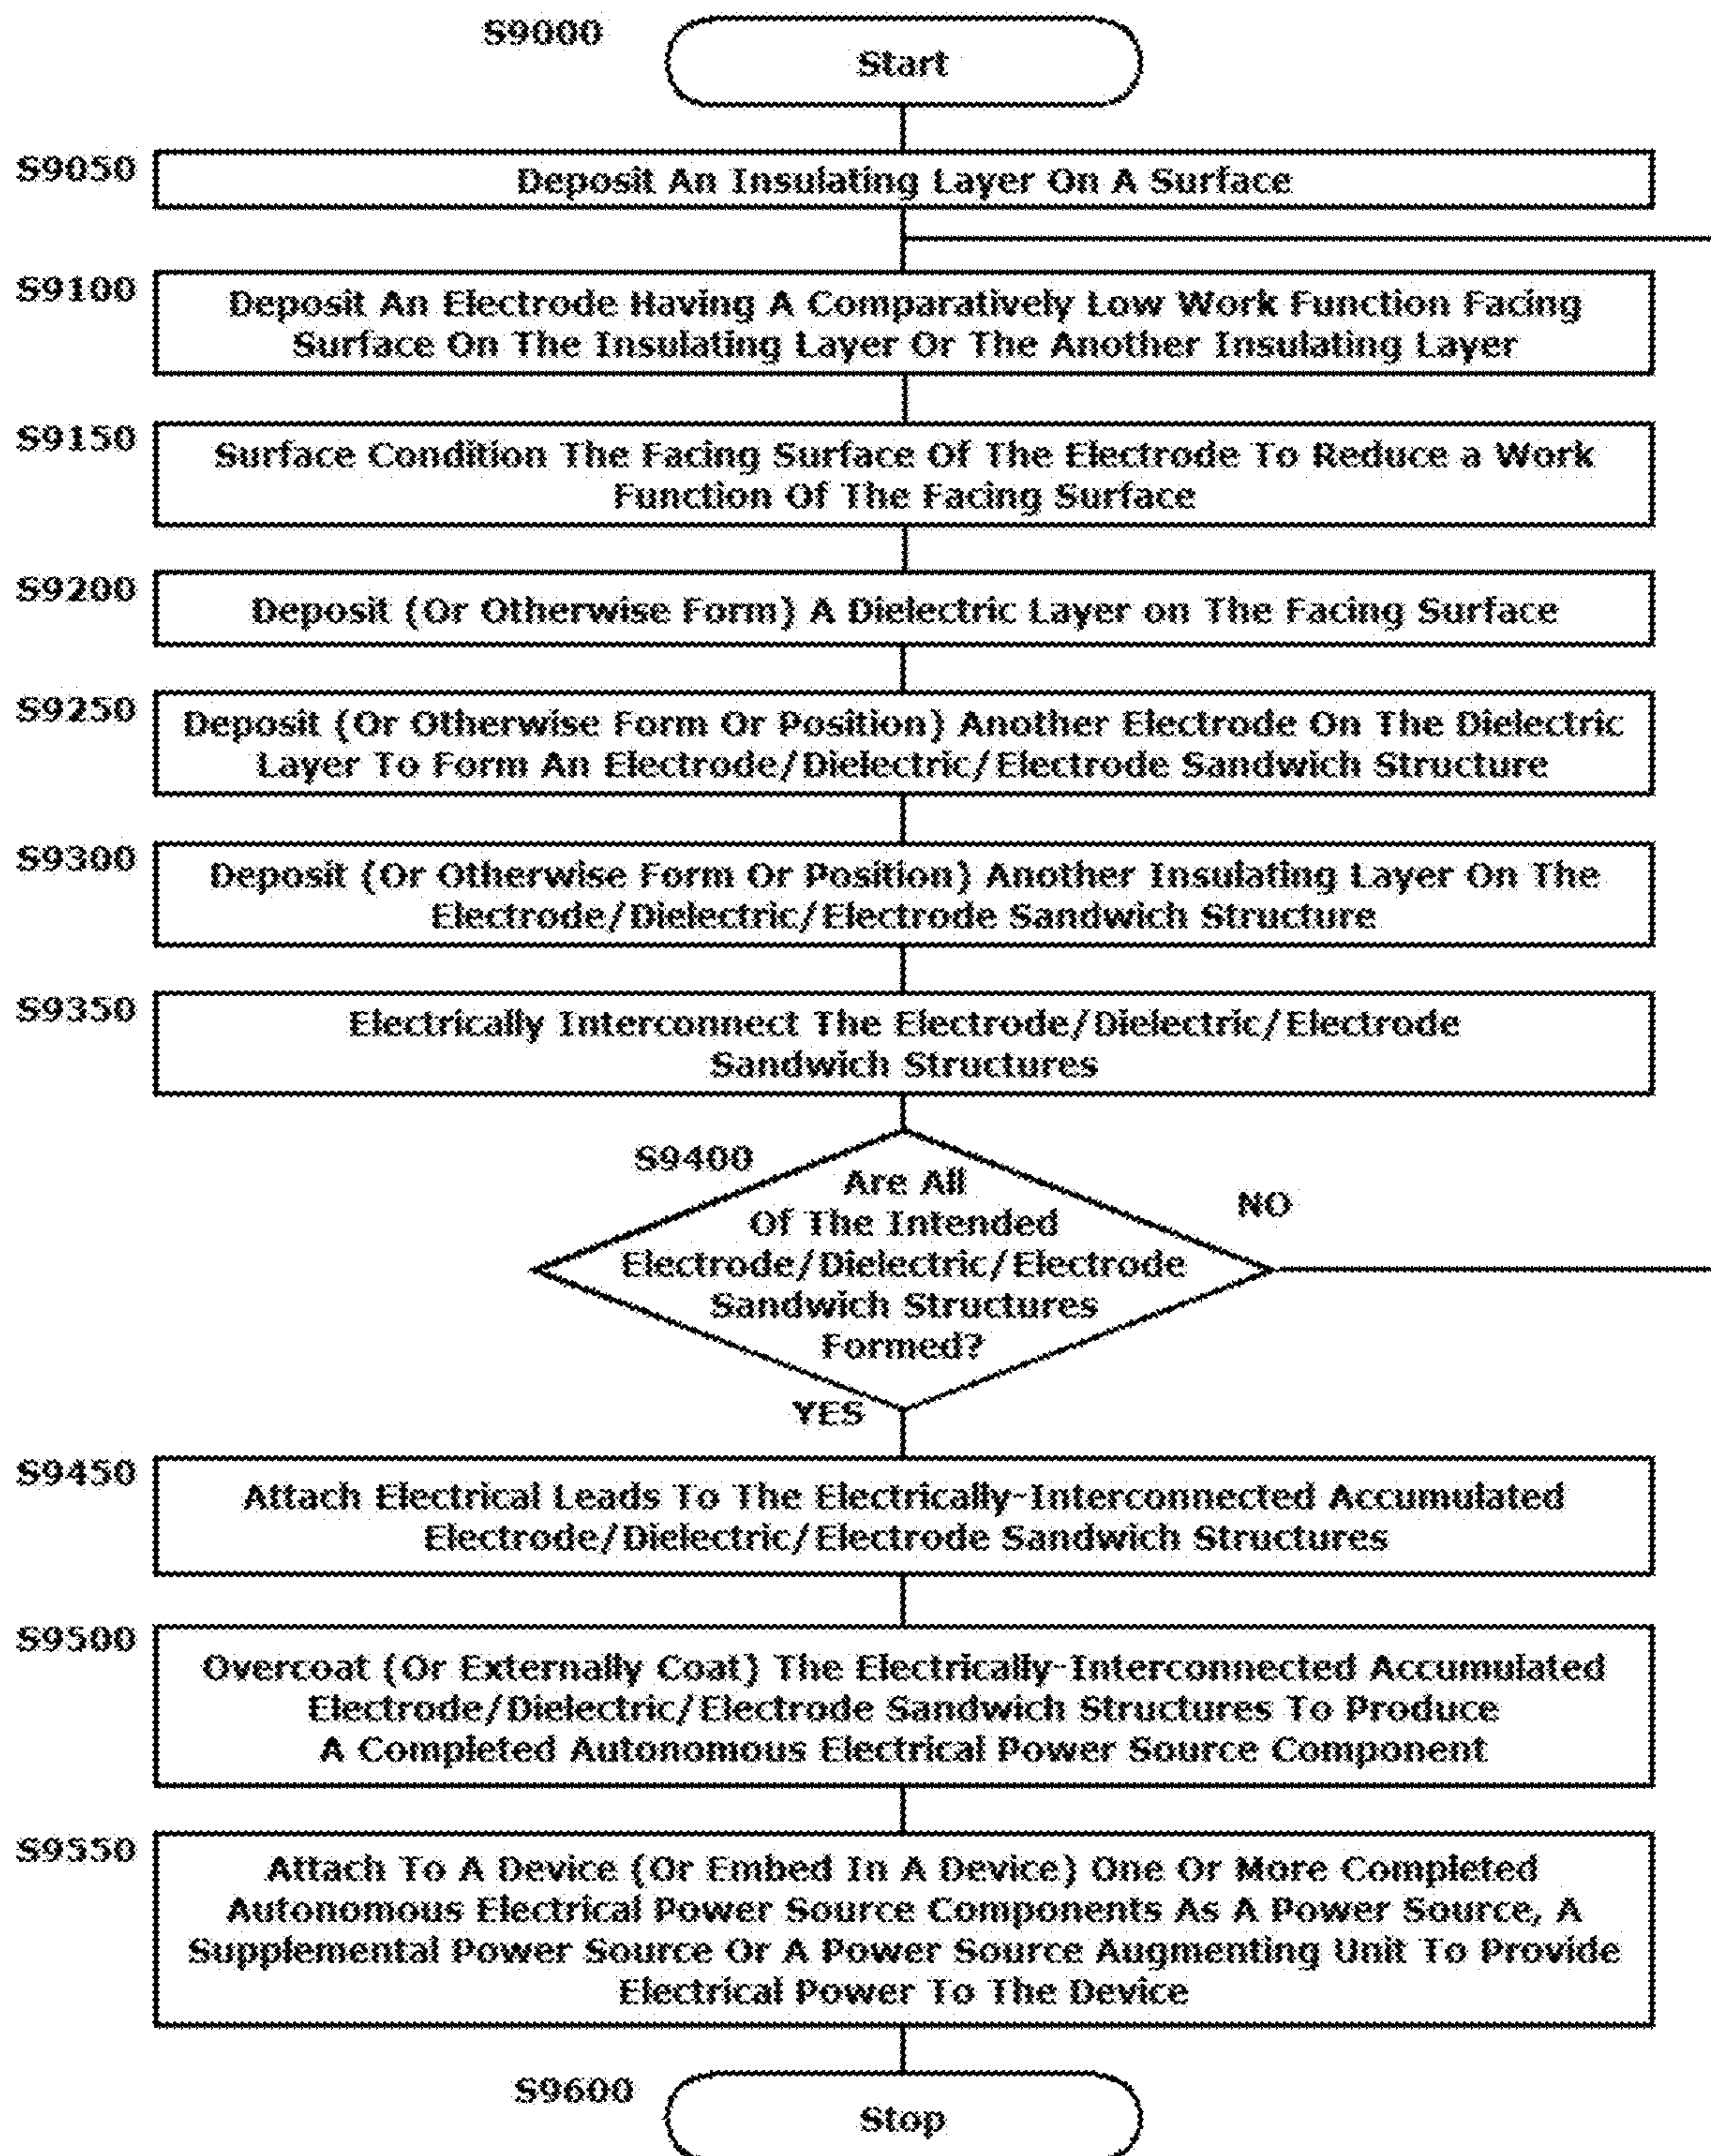 S9000
Start
S9050
Deposit An Insulating Layer On A Surface
S9100
Deposit An Electrode Having A Comparatively Low Work Function Facing
Surface On The Insulating Layer Or The Another Insulating Layer
S9150
Surface Condition The Facing Surface Of The Electrode To Reduce a Work
Function Of The Facing Surface
S9200
Deposit (Or Otherwise Form) A Dielectric Layer on The Facing Surface
S9250
Deposit (Or Otherwise Form Or Position) Another Electrode On The Dielectric
Layer To Form An Electrode/Dielectric/Electrode Sandwich Structure
S9300
Deposit (Or Otherwise Form Or Position) Another Insulating Layer On The
Electrode/Dielectric/Electrode Sandwich Structure
S9350
Electrically Interconnect The Electrode/Dielectric/Electrode
Sandwich Structures
S9400
Are All
Of The Intended
Electrode/Dielectric/Electrode
Sandwich Structures
Formed?
NO
YES
S9450
Attach Electrical Leads To The Electrically-Interconnected Accumulated
Electrode/Dielectric/Electrode Sandwich Structures
S9500
Overcoat (Or Externally Coat) The Electrically-Interconnected Accumulated
Electrode/Dielectric/Electrode Sandwich Structures To Produce
A Completed Autonomous Electrical Power Source Component
S9550
Attach To A Device (Or Embed In A Device) One Or More Completed
Autonomous Electrical Power Source Components As A Power Source, A
Supplemental Power Source Or A Power Source Augmenting Unit To Provide
Electrical Power To The Device
S9600
Stop